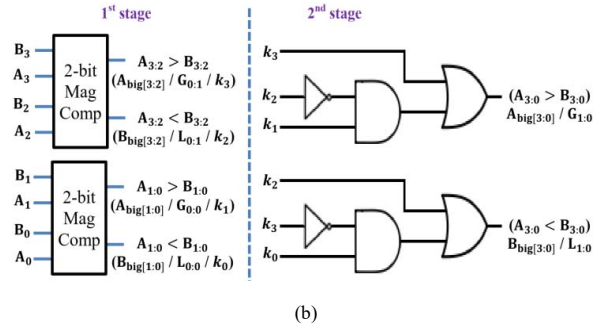 1st stage
2nd stage
B3
A3
B2
A2
2-bit
Mag
Comp
A3:2 > B3:2
(Abig[3:2] / G0:1 / k3)
A3:2 < B3:2
(Bbig[3:2] / L0:1 / k2)
B1
A1
B0
A0
2-bit
Mag
Comp
A1:0 > B1:0
(Abig[1:0] / G0:0 / k1)
A1:0 < B1:0
(Bbig[1:0] / L0:0 / k0)
k3
k2
k1
(A3:0 > B3:0)
Abig[3:0] / G1:0
k2
k3
k0
(A3:0 < B3:0)
Bbig[3:0] / L1:0
(b)